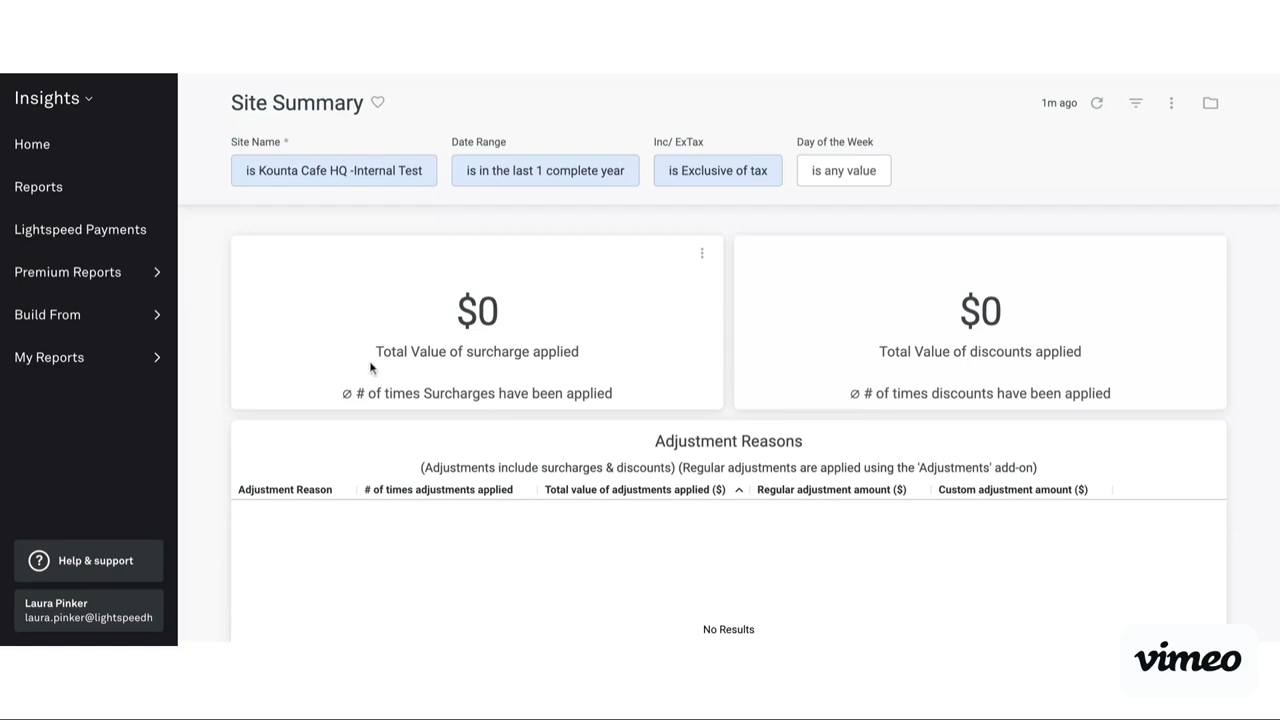 Insights
Home
Reports
Lightspeed Payments
Premium Reports
Build From
My Reports
? Help & support
Laura Pinker
laura.pinker@lightspeedh
Site Summary
1m ago
Site Name *
Date Range
Inc/ ExTax
Day of the Week
is Kounta Cafe HQ -Internal Test
is in the last 1 complete year
is Exclusive of tax
is any value
$0
Total Value of surcharge applied
∅ # of times Surcharges have been applied
$0
Total Value of discounts applied
∅ # of times discounts have been applied
Adjustment Reasons
(Adjustments include surcharges & discounts) (Regular adjustments are applied using the 'Adjustments' add-on)
Adjustment Reason # of times adjustments applied Total value of adjustments applied ($) Regular adjustment amount ($) Custom adjustment amount ($)
No Results
vimeo